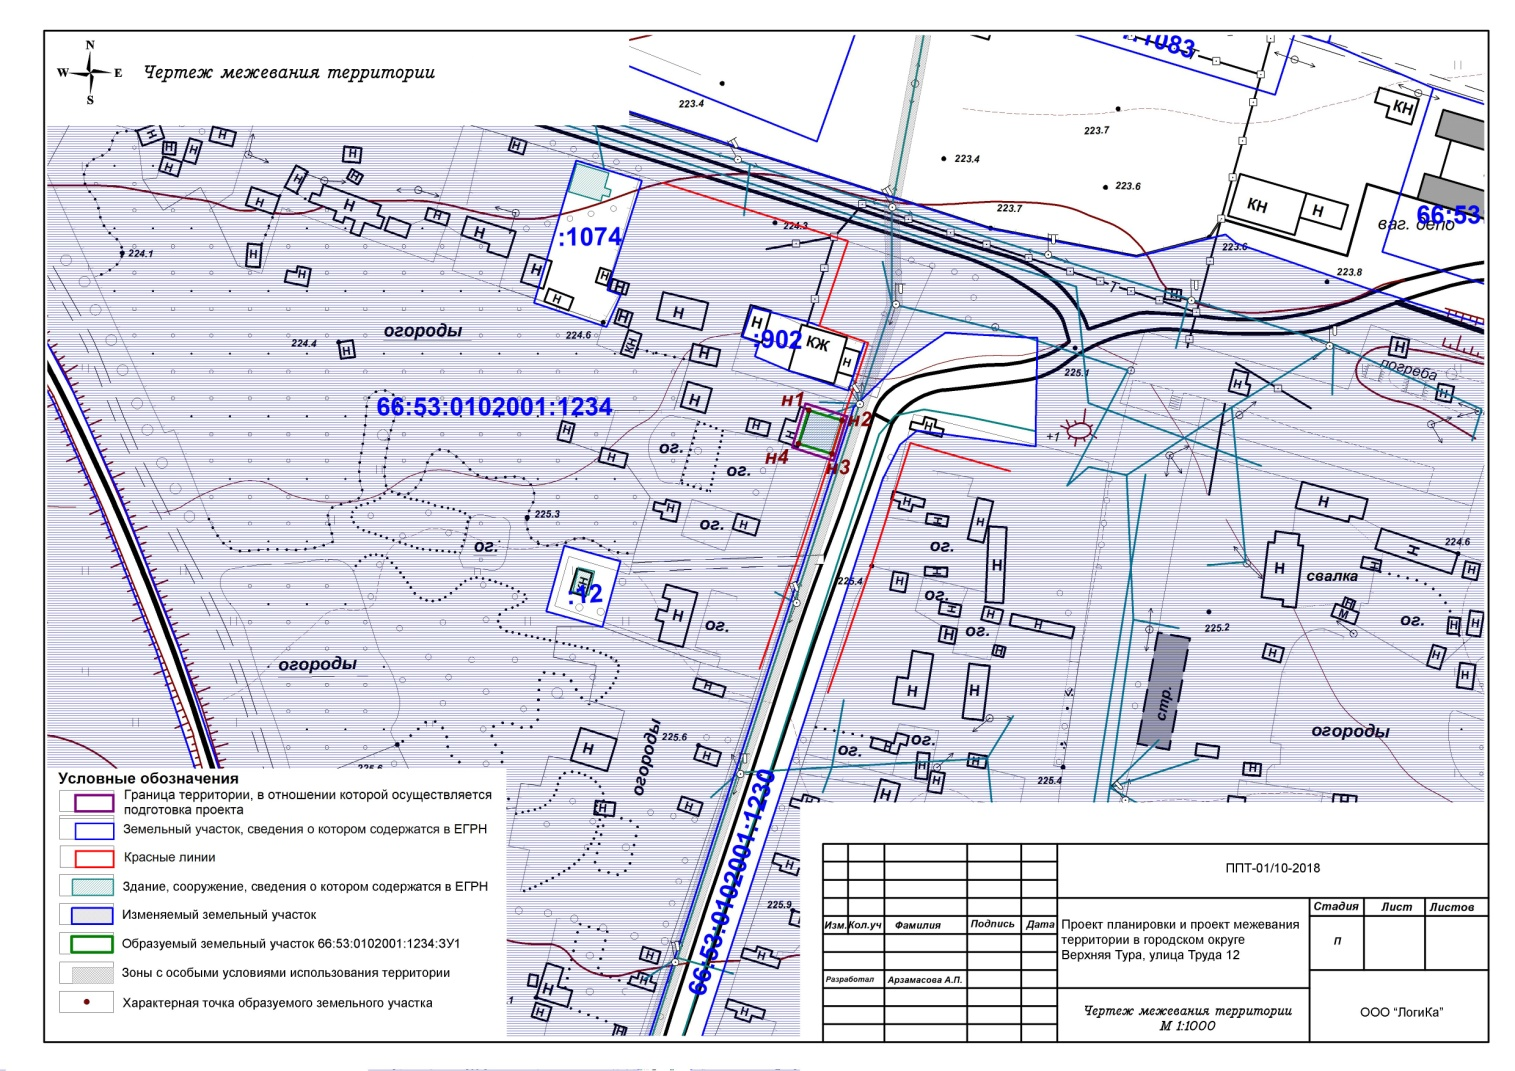 N
W E
S
Чертеж межевания территории
:1083
223.4
223.7
КН
223.4
223.6
КН
Н
223.7
ваг. депо
66:53
224.3
223.6
223.8
224.1
:1074
Н
Н
Н
Н
огороды
224.4
Н
224.6
Н
Н
:902
КЖ
Н
225.1
погреба
66:53:0102001:1234
н1
н2
н4
н3
+1
ог.
ог.
225.3
ог.
ог.
ог.
Н
224.6
свалка
:12
КН
225.4
ог.
ог.
ог.
М
ог.
225.2
огороды
стр.
225.6
огороды
огороды
ог.
ог.
225.4
225.6
66:53:0102001:1230
225.9
Условные обозначения
Граница территории, в отношении которой осуществляется
подготовка проекта
Земельный участок, сведения о котором содержатся в ЕГРН
Красные линии
Здание, сооружение, сведения о котором содержатся в ЕГРН
Изменяемый земельный участок
Образуемый земельный участок 66:53:0102001:1234:ЗУ1
Зоны с особыми условиями использования территории
Характерная точка образуемого земельного участка
ППТ-01/10-2018
Изм. Кол.уч Фамилия Подпись Дата
Проект планировки и проект межевания
территории в городском округе
Верхняя Тура, улица Труда 12
Стадия Лист Листов
П
Разработал Арзамасова А.П.
Чертеж межевания территории
М 1:1000
ООО "ЛогиКа"